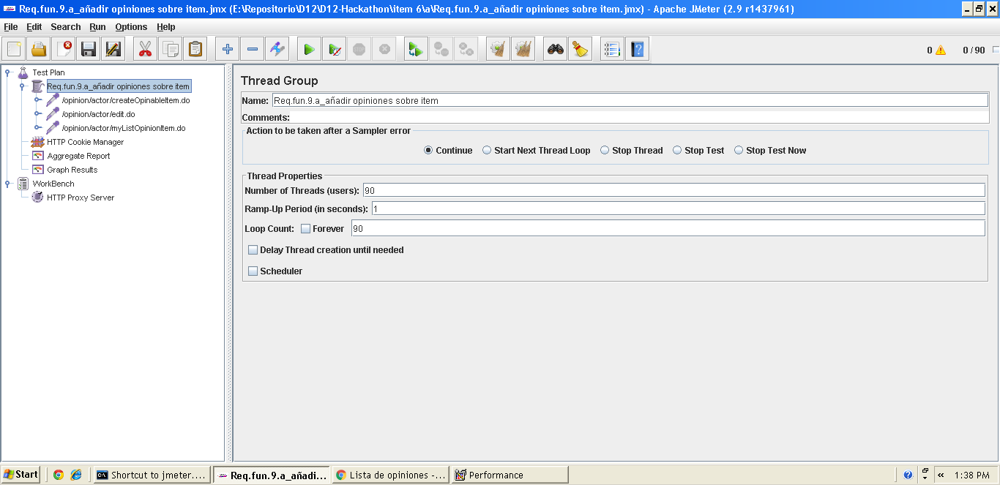 Req.fun.9.a_añadir opiniones sobre item.jmx (E:\Repositorio\D12\D12-Hackathon\item 6\a\Req.fun.9.a_añadir opiniones sobre item.jmx) - Apache JMeter (2.9 r1437961)
File Edit Search Run Options Help
0 0 / 90
Test Plan
Req.fun.9.a_añadir opiniones sobre item
/opinion/actor/createOpinableItem.do
/opinion/actor/edit.do
/opinion/actor/myListOpinionItem.do
HTTP Cookie Manager
Aggregate Report
Graph Results
WorkBench
HTTP Proxy Server
Thread Group
Name: Req.fun.9.a_añadir opiniones sobre item
Comments:
Action to be taken after a Sampler error
Continue Start Next Thread Loop Stop Thread Stop Test Stop Test Now
Thread Properties
Number of Threads (users): 90
Ramp-Up Period (in seconds): 1
Loop Count: Forever 90
Delay Thread creation until needed
Scheduler
Start Shortcut to jmeter.... Req.fun.9.a_añadi... Lista de opiniones -... Performance « 1:38 PM